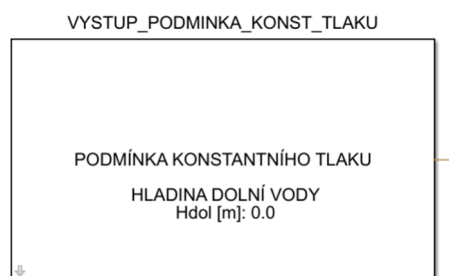 VYSTUP_PODMINKA_KONST_TLAKU
PODMÍNKA KONSTANTNÍHO TLAKU
HLADINA DOLNÍ VODY
Hdol [m]: 0.0